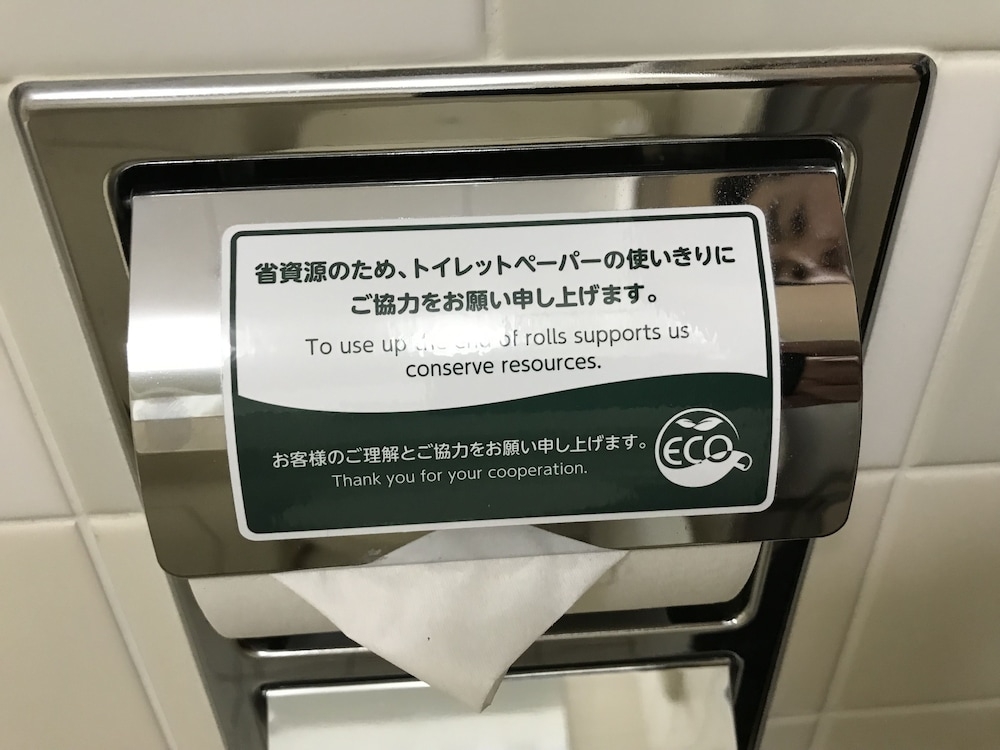 省資源のため、トイレットペーパーの使いきりに
ご協力をお願い申し上げます。
To use up the end of rolls supports us
conserve resources.
お客様のご理解とご協力をお願い申し上げます。
Thank you for your cooperation.
ECO